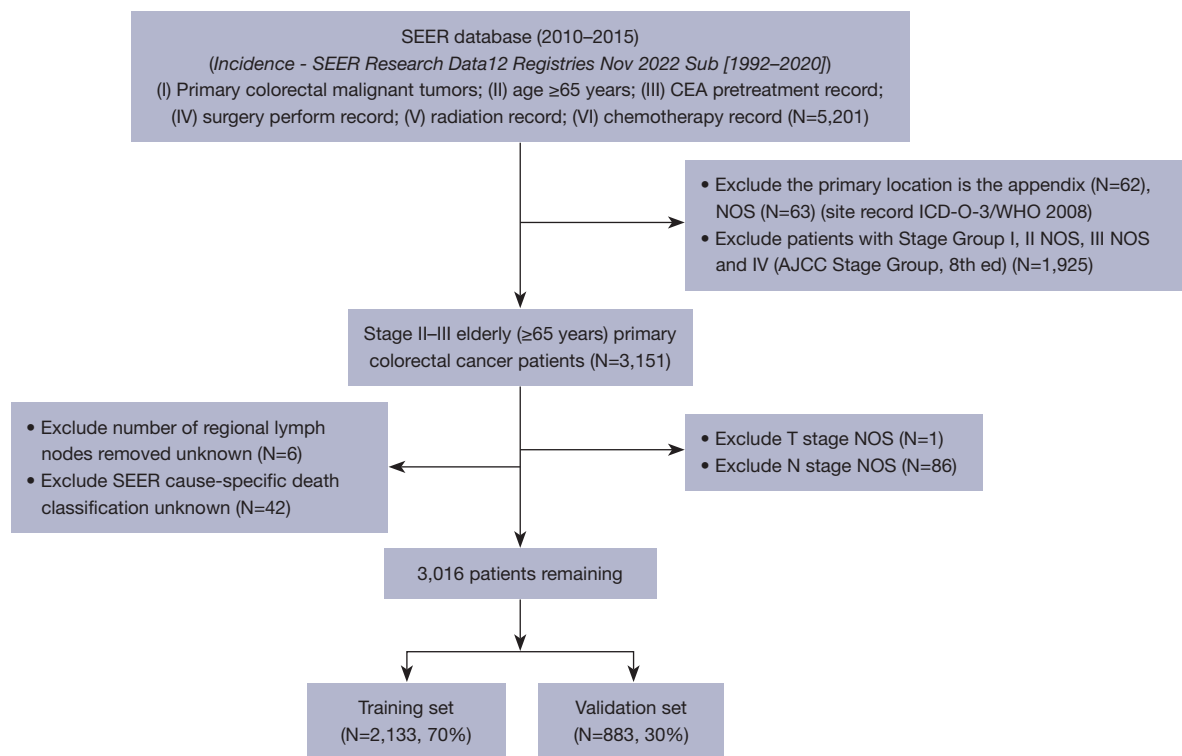 SEER database (2010–2015)
(Incidence - SEER Research Data12 Registries Nov 2022 Sub [1992–2020])
(I) Primary colorectal malignant tumors; (II) age ≥65 years; (III) CEA pretreatment record;
(IV) surgery perform record; (V) radiation record; (VI) chemotherapy record (N=5,201)
• Exclude the primary location is the appendix (N=62),
NOS (N=63) (site record ICD-O-3/WHO 2008)
• Exclude patients with Stage Group I, II NOS, III NOS
and IV (AJCC Stage Group, 8th ed) (N=1,925)
Stage II–III elderly (≥65 years) primary
colorectal cancer patients (N=3,151)
• Exclude number of regional lymph
nodes removed unknown (N=6)
• Exclude SEER cause-specific death
classification unknown (N=42)
• Exclude T stage NOS (N=1)
• Exclude N stage NOS (N=86)
3,016 patients remaining
Training set
(N=2,133, 70%)
Validation set
(N=883, 30%)